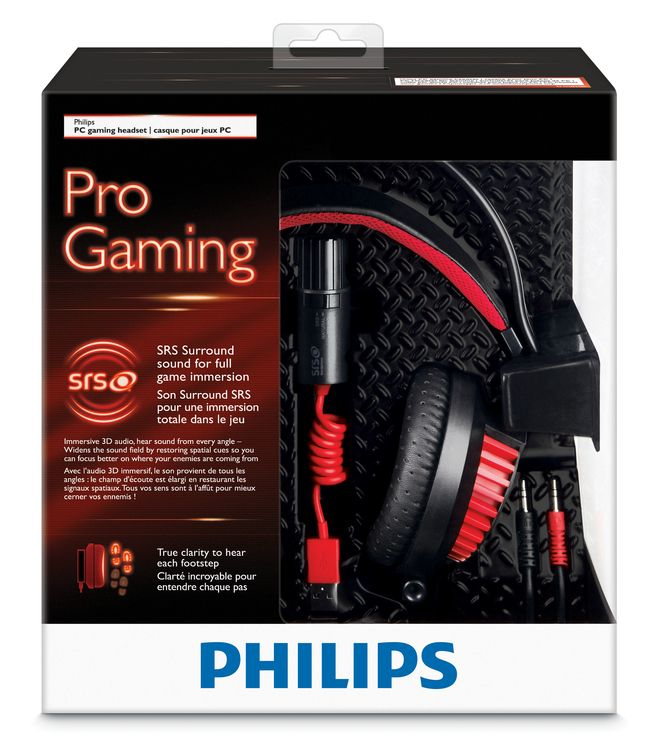 Philips
PC gaming headset | casque pour jeux PC
Pro
Gaming
srs
SRS Surround
sound for full
game immersion
Son Surround SRS
pour une immersion
totale dans le jeu
Immersive 3D audio, hear sound from every angle –
Widens the sound field by restoring spatial cues so you
can focus better on where your enemies are coming from
Avec l'audio 3D immersif, le son provient de tous les
angles : le champ d'écoute est élargi en restaurant les
signaux spatiaux. Tous vos sens sont à l'affût pour mieux
cerner vos ennemis !
True clarity to hear
each footstep
Clarté incroyable pour
entendre chaque pas
srs
PHILIPS